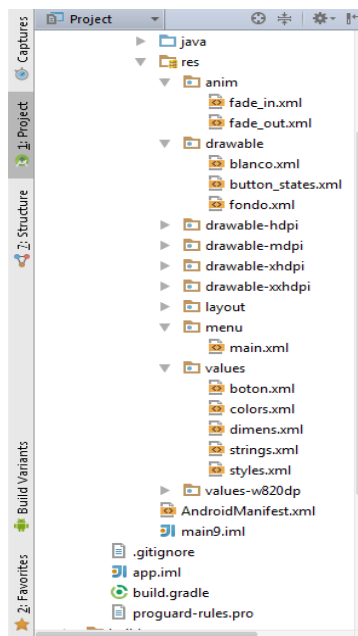 Project
Captures
1: Project
7: Structure
Build Variants
2: Favorites
java
res
anim
fade_in.xml
fade_out.xml
drawable
blanco.xml
button_states.xml
fondo.xml
drawable-hdpi
drawable-mdpi
drawable-xhdpi
drawable-xxhdpi
layout
menu
main.xml
values
boton.xml
colors.xml
dimens.xml
strings.xml
styles.xml
values-w820dp
AndroidManifest.xml
main9.iml
.gitignore
app.iml
build.gradle
proguard-rules.pro